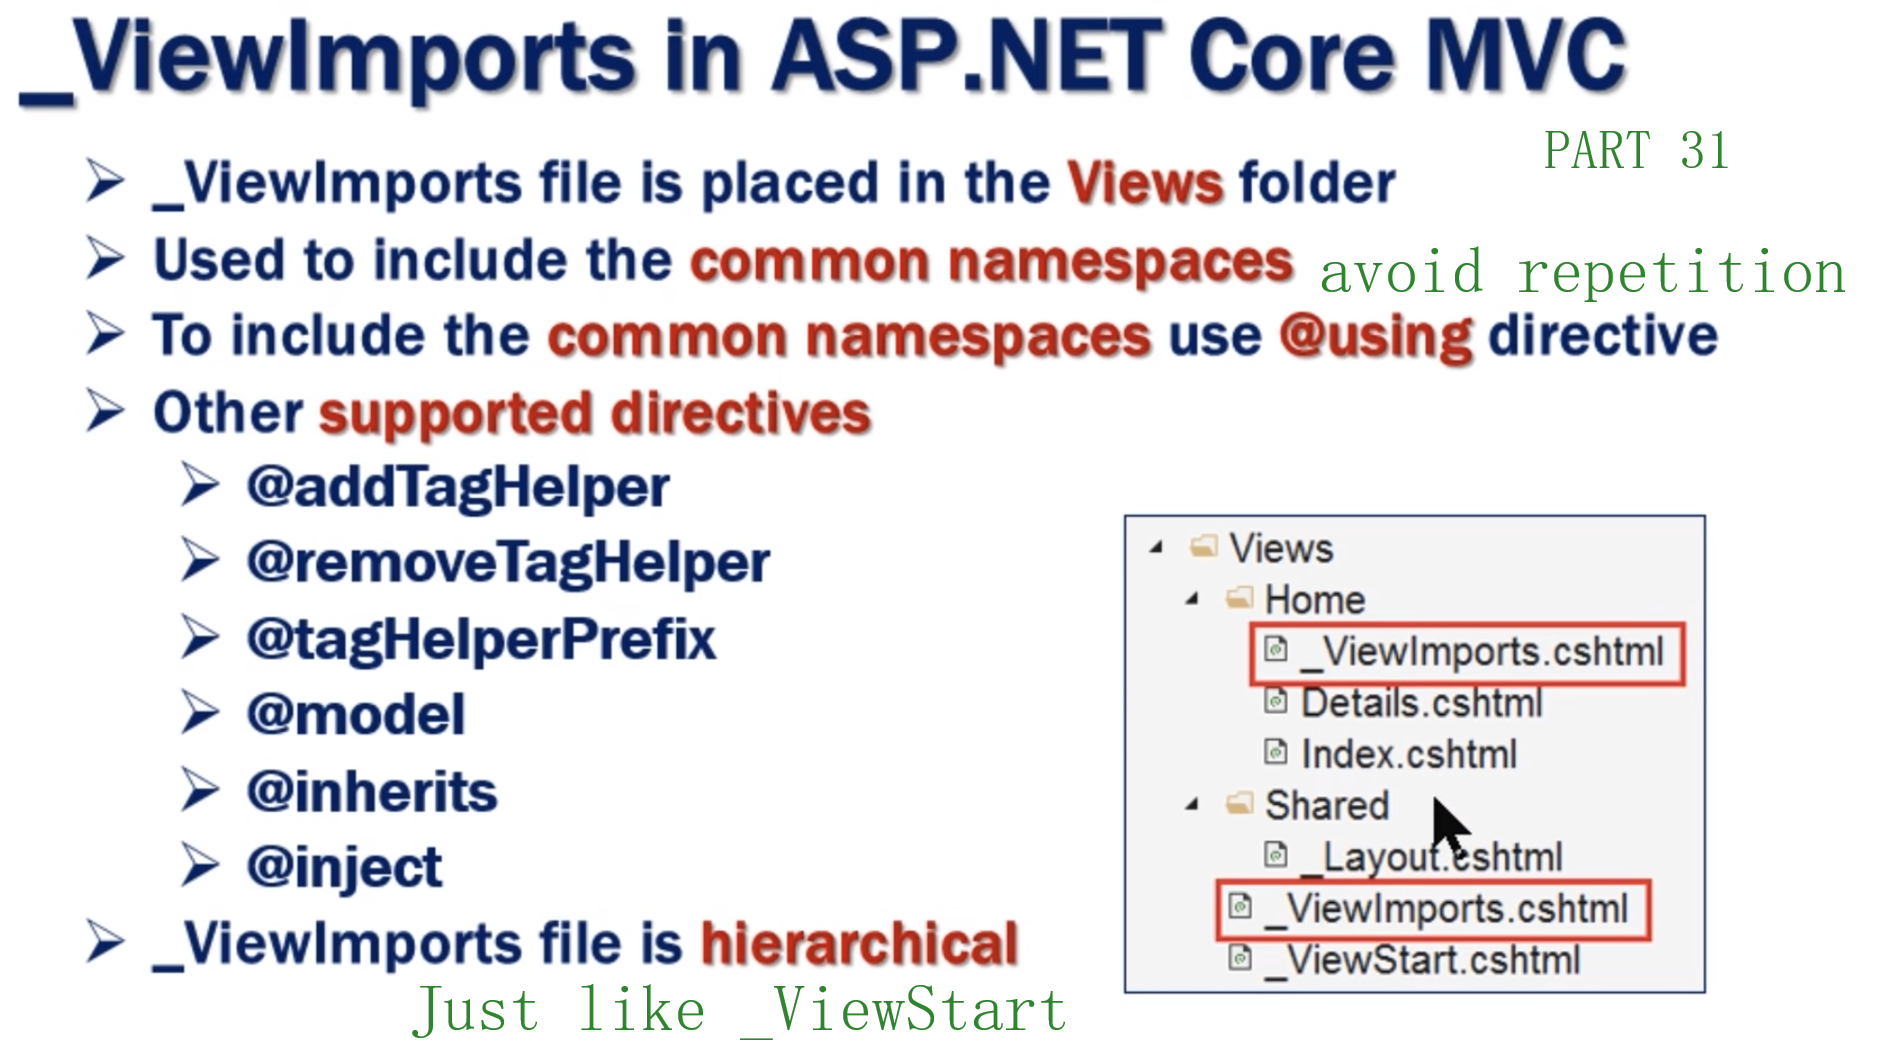 _ViewImports in ASP.NET Core MVC
PART 31
_ViewImports file is placed in the Views folder
Used to include the common namespaces avoid repetition
To include the common namespaces use @using directive
Other supported directives
@addTagHelper
@removeTagHelper
@tagHelperPrefix
@model
@inherits
@inject
_ViewImports file is hierarchical
Just like _ViewStart
Views
Home
_ViewImports.cshtml
Details.cshtml
Index.cshtml
Shared
_Layout.cshtml
_ViewImports.cshtml
_ViewStart.cshtml